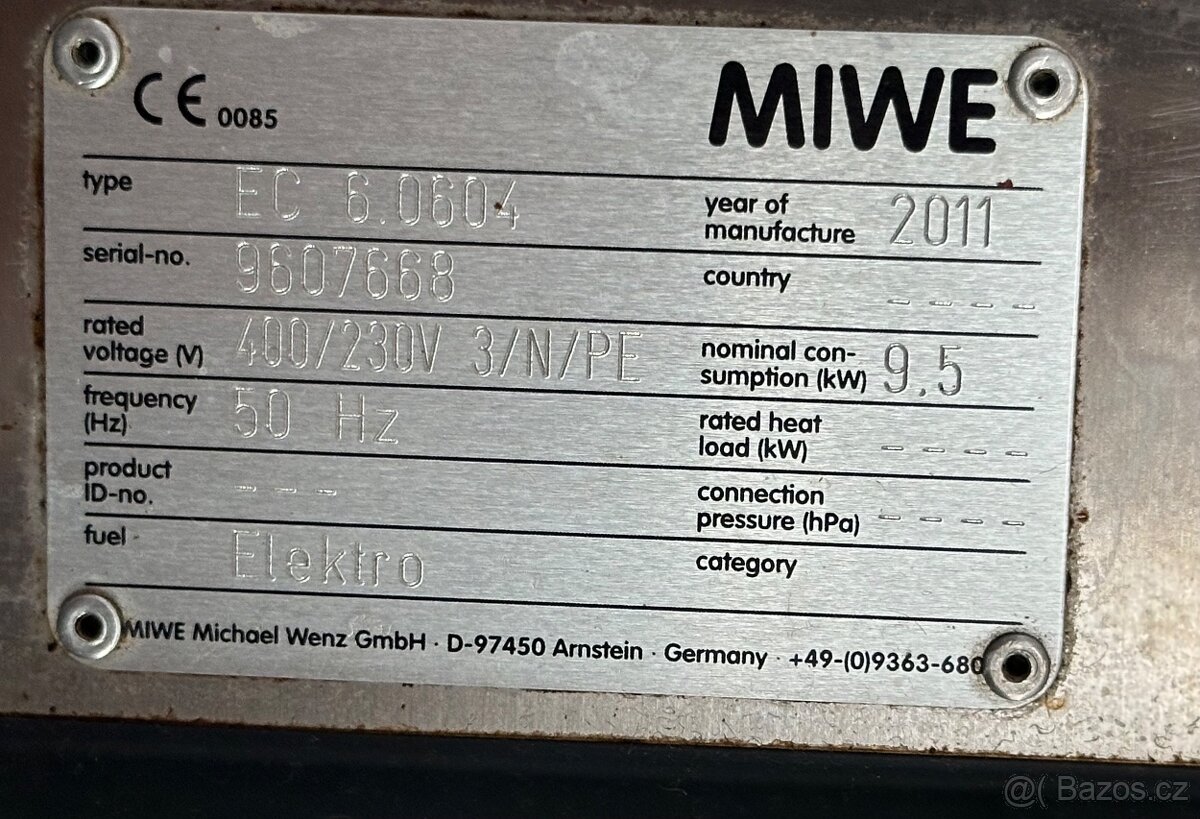 CE 0085
MIWE
type EC 6.0604
year of
manufacture 2011
serial-no. 9607668
country ----
rated
voltage (V) 400/230V 3/N/PE
nominal con-
sumption (kW) 9.5
frequency
(Hz) 50 Hz
rated heat
load (kW) ----
product
ID-no. ---
connection
pressure (hPa) ----
fuel Elektro
category
MIWE Michael Wenz GmbH · D-97450 Arnstein · Germany · +49-(0)9363-680
@( Bazos.cz